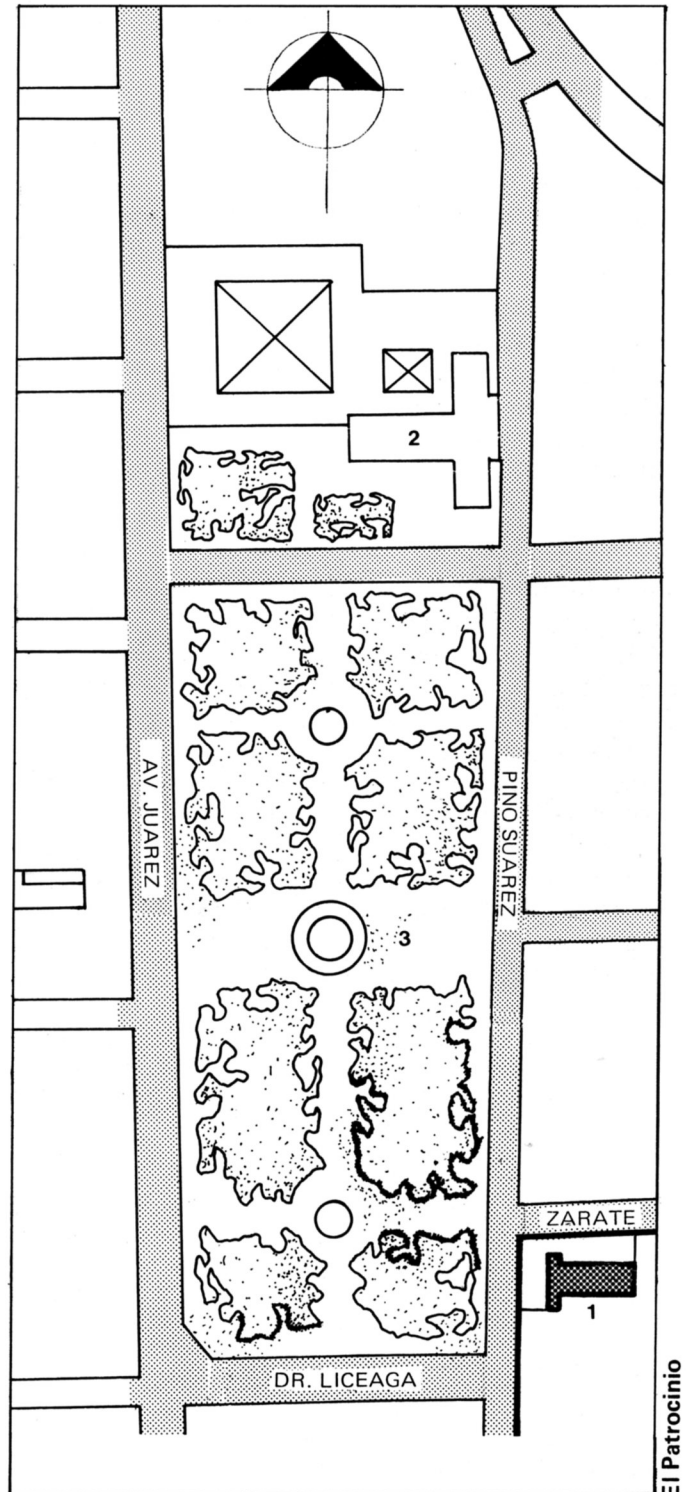 2
AV. JUAREZ
PINO SUAREZ
3
ZARATE
1
DR. LICEAGA
El Patrocinio